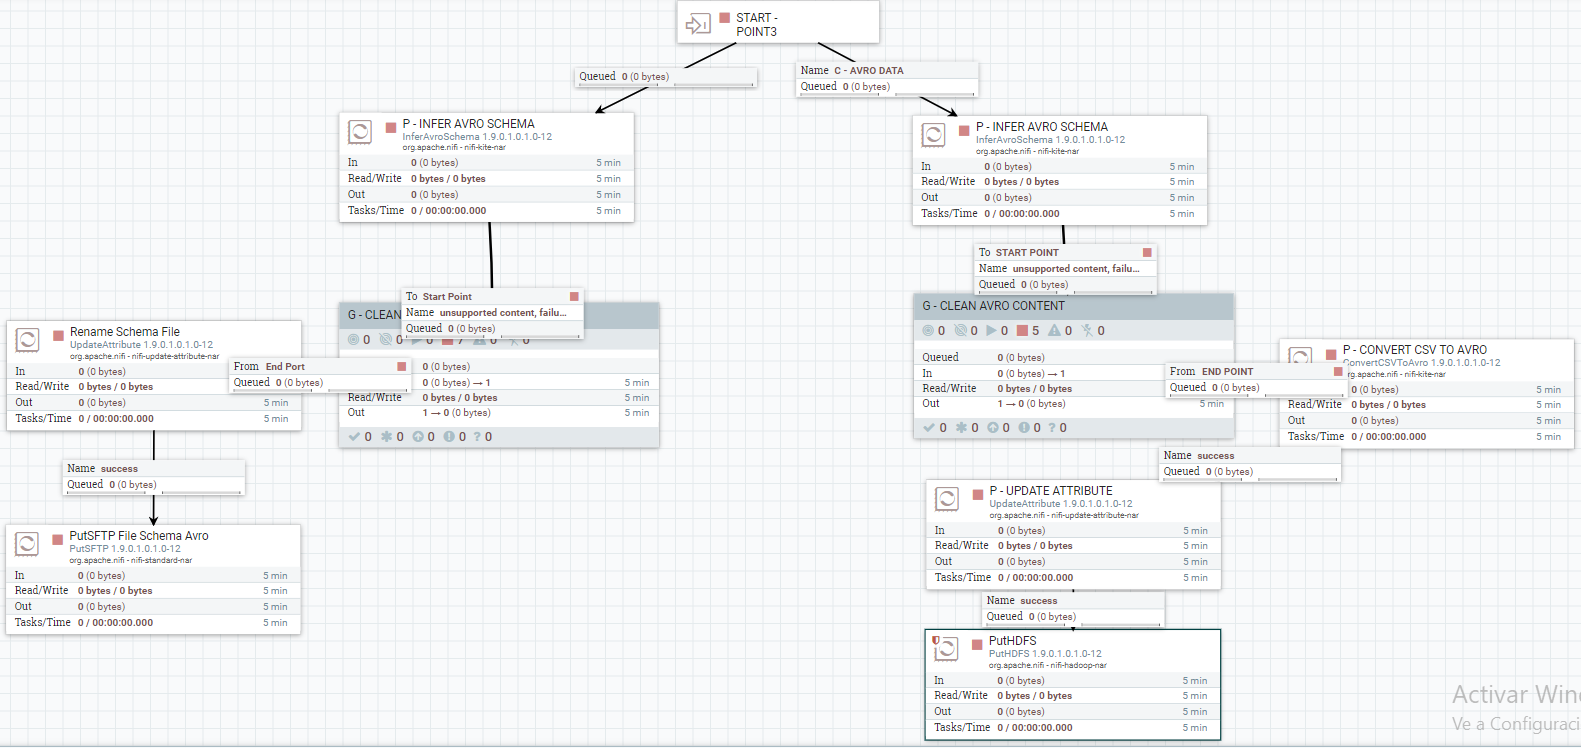 START -
POINT3
Queued 0 (0 bytes)
Name C - AVRO DATA
Queued 0 (0 bytes)
P - INFER AVRO SCHEMA
InferAvroSchema 1.9.0.1.0.1.0-12
org.apache.nifi - nifi-kite-nar
In 0 (0 bytes) 5 min
Read/Write 0 bytes / 0 bytes 5 min
Out 0 (0 bytes) 5 min
Tasks/Time 0 / 00:00:00.000 5 min
P - INFER AVRO SCHEMA
InferAvroSchema 1.9.0.1.0.1.0-12
org.apache.nifi - nifi-kite-nar
In 0 (0 bytes) 5 min
Read/Write 0 bytes / 0 bytes 5 min
Out 0 (0 bytes) 5 min
Tasks/Time 0 / 00:00:00.000 5 min
To Start Point
Name unsupported content, failu...
Queued 0 (0 bytes)
To START POINT
Name unsupported content, failu...
Queued 0 (0 bytes)
G - CLEAN
0 0 0 7 0 0
0 (0 bytes)
0 (0 bytes) → 1 5 min
Read/Write 0 bytes / 0 bytes 5 min
Out 1 → 0 (0 bytes) 5 min
0 0 0 0 ? 0
Rename Schema File
UpdateAttribute 1.9.0.1.0.1.0-12
org.apache.nifi - nifi-update-attribute-nar
In 0 (0 bytes)
Read/Write 0 bytes / 0 bytes
Out 0 (0 bytes) 5 min
Tasks/Time 0 / 00:00:00.000 5 min
From End Port
Queued 0 (0 bytes)
Name success
Queued 0 (0 bytes)
PutSFTP File Schema Avro
PutSFTP 1.9.0.1.0.1.0-12
org.apache.nifi - nifi-standard-nar
In 0 (0 bytes) 5 min
Read/Write 0 bytes / 0 bytes 5 min
Out 0 (0 bytes) 5 min
Tasks/Time 0 / 00:00:00.000 5 min
G - CLEAN AVRO CONTENT
0 0 0 5 0 0
Queued 0 (0 bytes)
In 0 (0 bytes) → 1
Read/Write 0 bytes / 0 bytes
Out 1 → 0 (0 bytes) 5 min
0 0 0 0 ? 0
From END POINT
Queued 0 (0 bytes)
P - CONVERT CSV TO AVRO
ConvertCSVToAvro 1.9.0.1.0.1.0-12
org.apache.nifi - nifi-kite-nar
0 (0 bytes) 5 min
Read/Write 0 bytes / 0 bytes 5 min
Out 0 (0 bytes) 5 min
Tasks/Time 0 / 00:00:00.000 5 min
Name success
Queued 0 (0 bytes)
P - UPDATE ATTRIBUTE
UpdateAttribute 1.9.0.1.0.1.0-12
org.apache.nifi - nifi-update-attribute-nar
In 0 (0 bytes) 5 min
Read/Write 0 bytes / 0 bytes 5 min
Out 0 (0 bytes) 5 min
Tasks/Time 0 / 00:00:00.000 5 min
Name success
Queued 0 (0 bytes)
PutHDFS
PutHDFS 1.9.0.1.0.1.0-12
org.apache.nifi - nifi-hadoop-nar
In 0 (0 bytes) 5 min
Read/Write 0 bytes / 0 bytes 5 min
Out 0 (0 bytes) 5 min
Tasks/Time 0 / 00:00:00.000 5 min
Activar Win
Ve a Configuraci